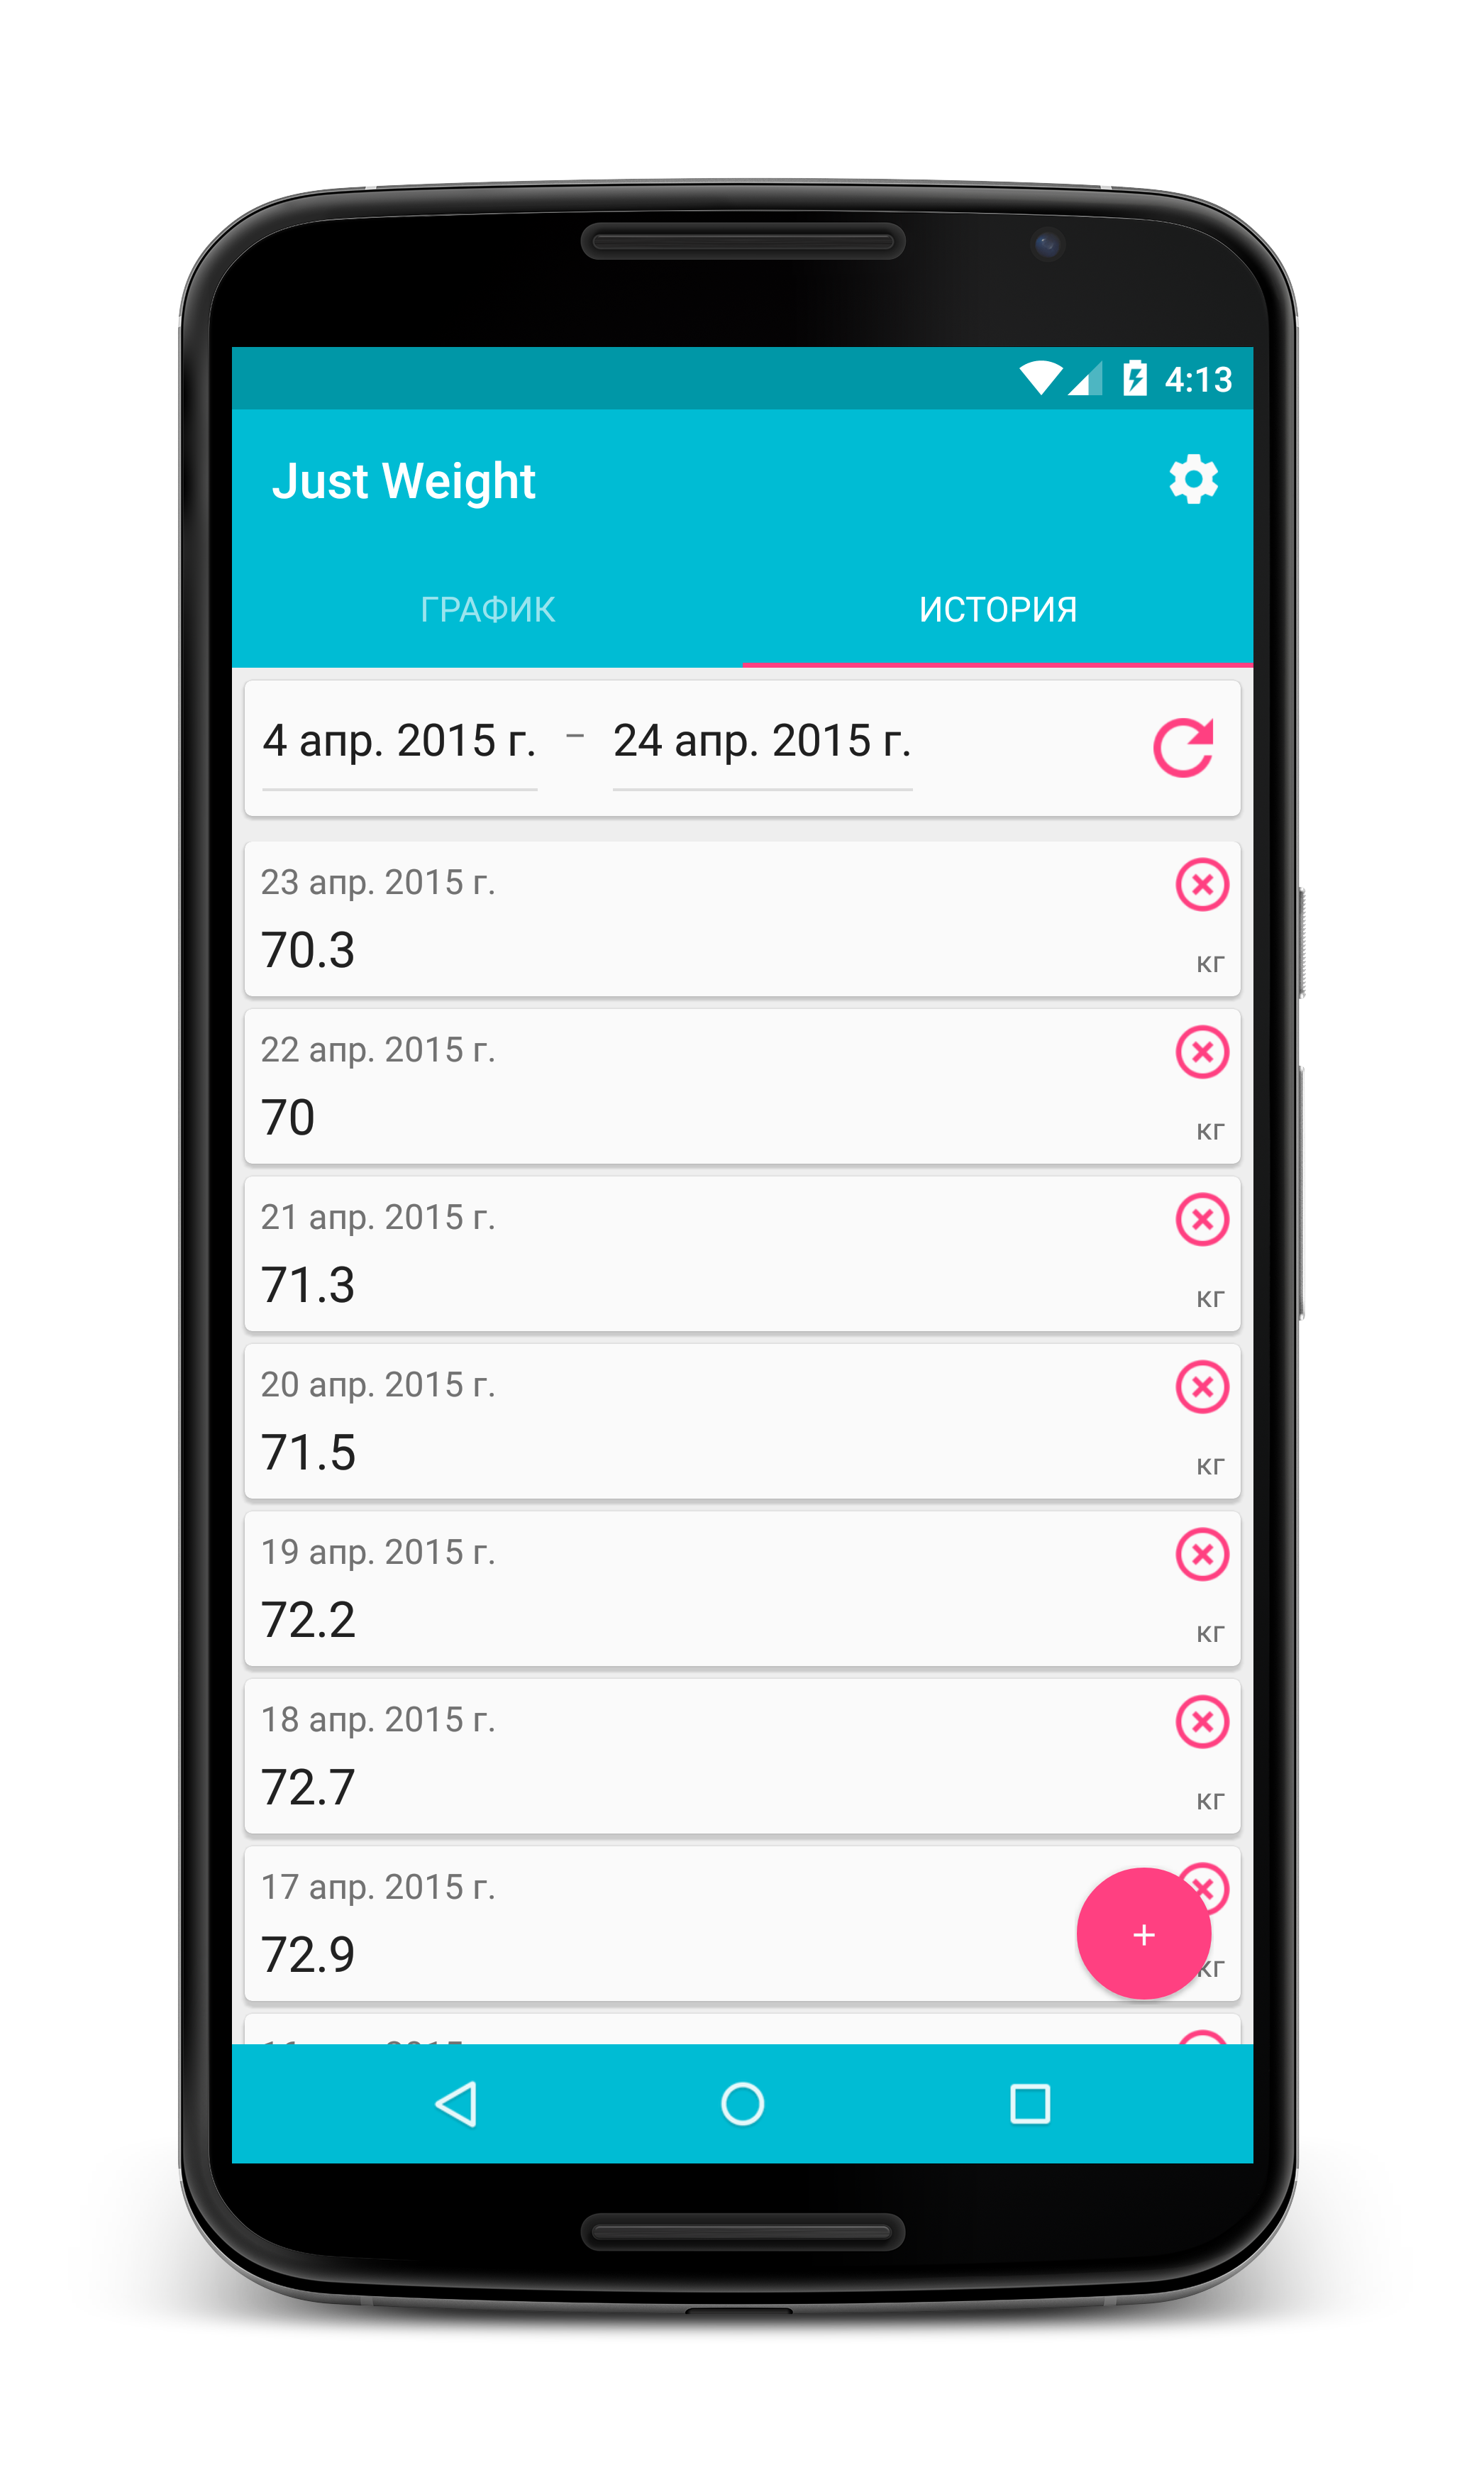 4:13
Just Weight
ГРАФИК
ИСТОРИЯ
4 апр. 2015 г. – 24 апр. 2015 г.
23 апр. 2015 г.
70.3
кг
22 апр. 2015 г.
70
кг
21 апр. 2015 г.
71.3
кг
20 апр. 2015 г.
71.5
кг
19 апр. 2015 г.
72.2
кг
18 апр. 2015 г.
72.7
кг
17 апр. 2015 г.
72.9
+
кг